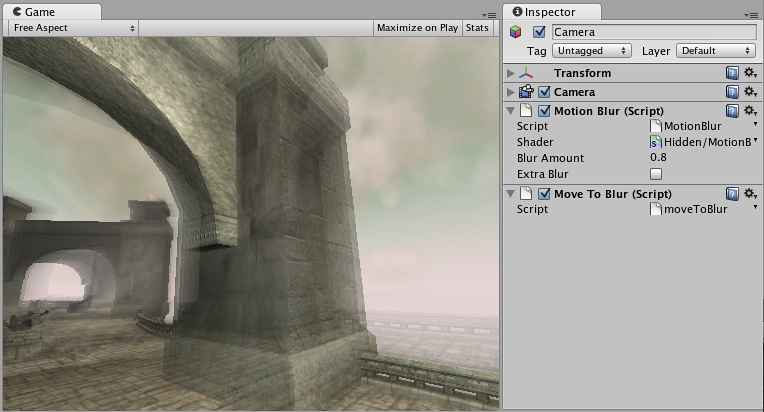 Game
Free Aspect
Maximize on Play
Stats
Inspector
Camera
Tag Untagged Layer Default
Transform
Camera
Motion Blur (Script)
Script MotionBlur
Shader Hidden/MotionB
Blur Amount 0.8
Extra Blur
Move To Blur (Script)
Script moveToBlur